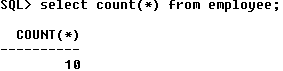 SQL> select count(*) from employee;
COUNT(*)
----------
10